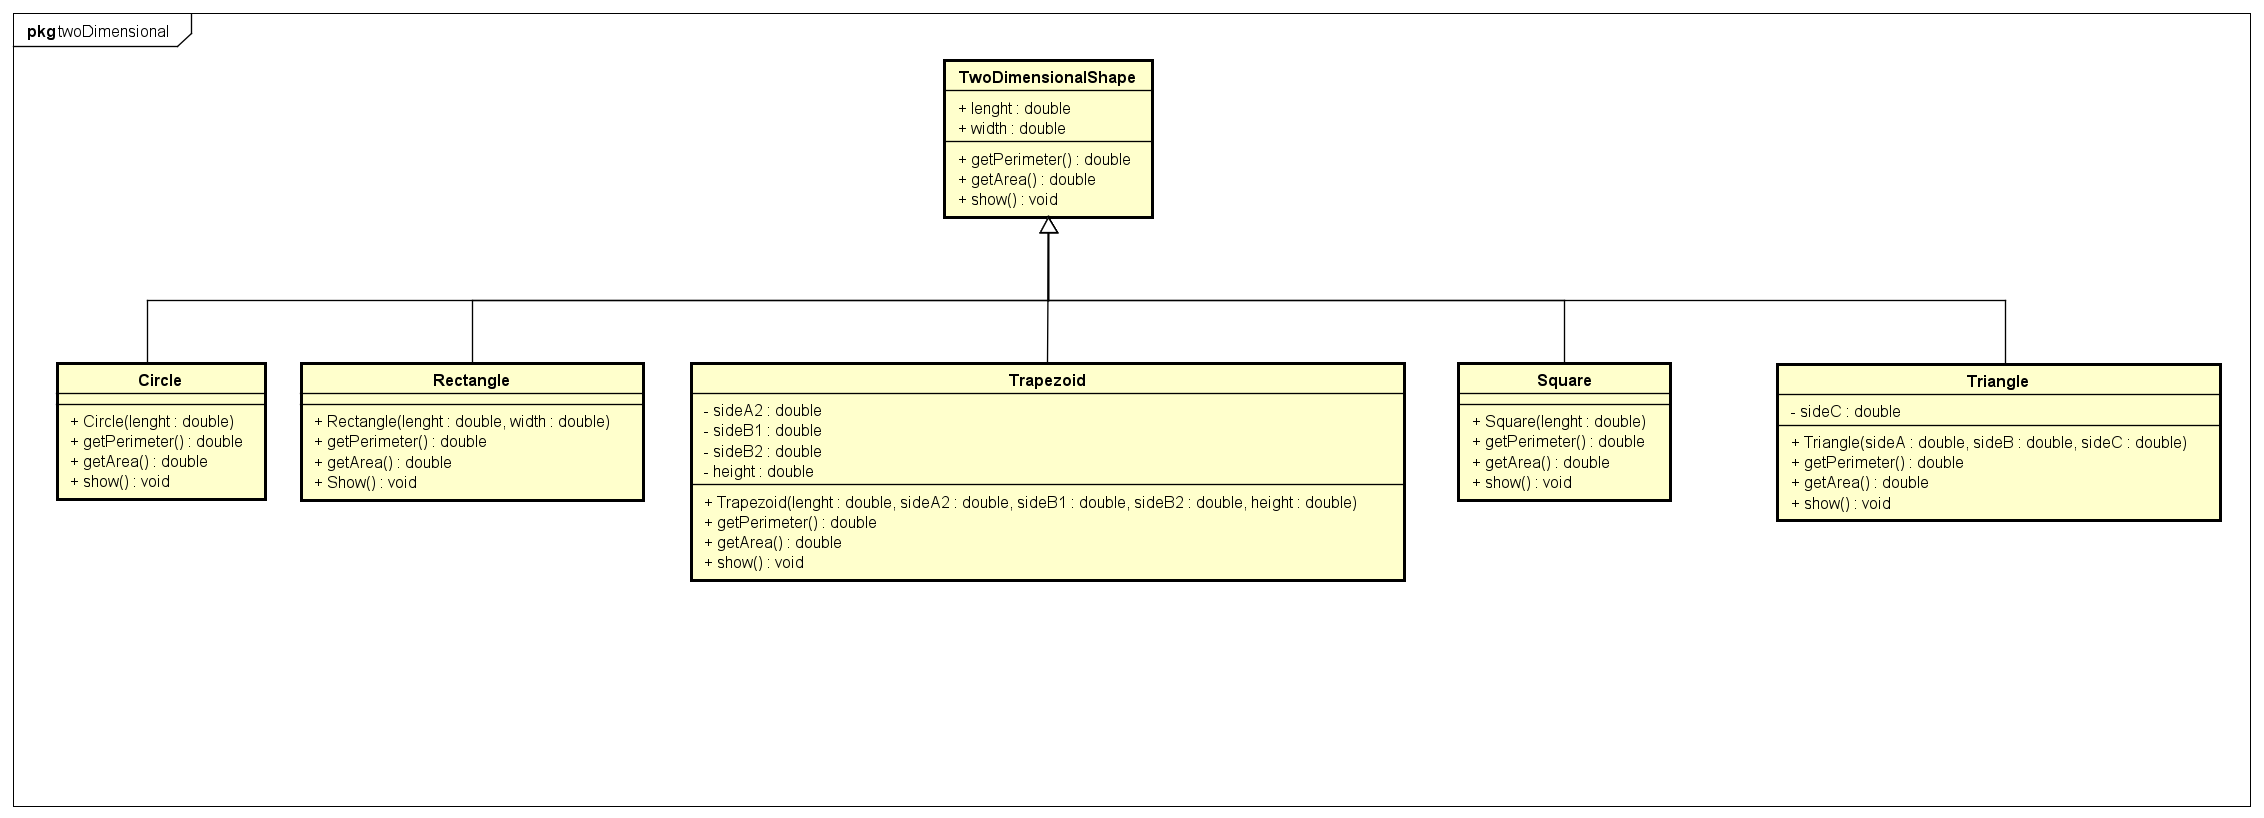 pkg twoDimensional
TwoDimensionalShape
+ lenght : double
+ width : double
+ getPerimeter() : double
+ getArea() : double
+ show() : void
Circle
+ Circle(lenght : double)
+ getPerimeter() : double
+ getArea() : double
+ show() : void
Rectangle
+ Rectangle(lenght : double, width : double)
+ getPerimeter() : double
+ getArea() : double
+ Show() : void
Trapezoid
- sideA2 : double
- sideB1 : double
- sideB2 : double
- height : double
+ Trapezoid(lenght : double, sideA2 : double, sideB1 : double, sideB2 : double, height : double)
+ getPerimeter() : double
+ getArea() : double
+ show() : void
Square
+ Square(lenght : double)
+ getPerimeter() : double
+ getArea() : double
+ show() : void
Triangle
- sideC : double
+ Triangle(sideA : double, sideB : double, sideC : double)
+ getPerimeter() : double
+ getArea() : double
+ show() : void